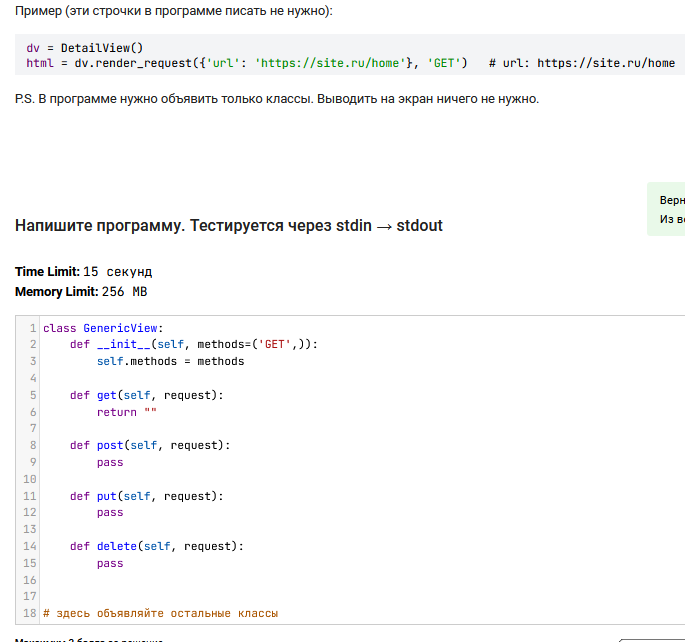 Пример (эти строчки в программе писать не нужно):
dv = DetailView()
html = dv.render_request({'url': 'https://site.ru/home'}, 'GET')   # url: https://site.ru/home
P.S. В программе нужно объявить только классы. Выводить на экран ничего не нужно.
Верн
Из в
Напишите программу. Тестируется через stdin → stdout
Time Limit: 15 секунд
Memory Limit: 256 MB
1 class GenericView:
2     def __init__(self, methods=('GET',)):
3         self.methods = methods
4
5     def get(self, request):
6         return ""
7
8     def post(self, request):
9         pass
10
11     def put(self, request):
12         pass
13
14     def delete(self, request):
15         pass
16
17
18 # здесь объявляйте остальные классы